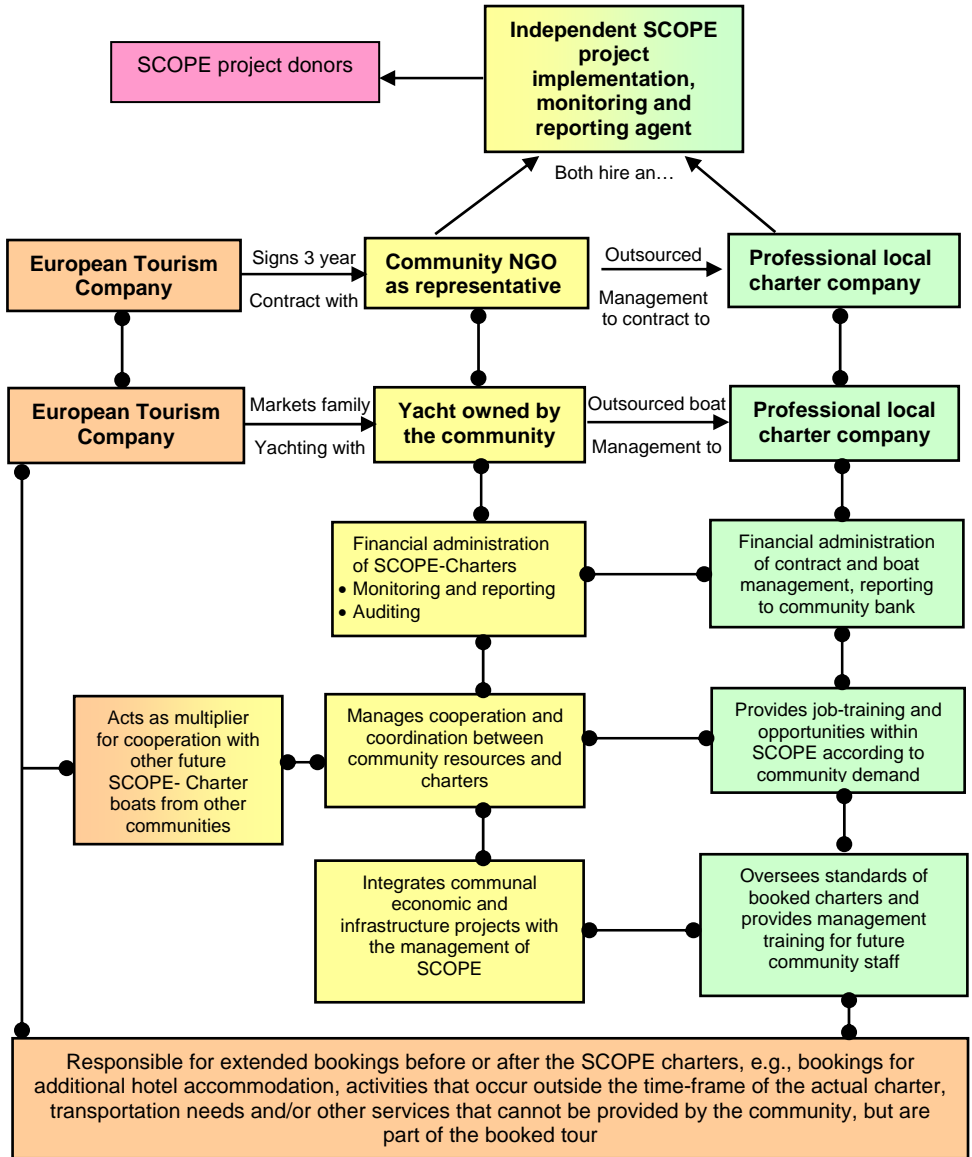 Independent SCOPE
project
implementation,
monitoring and
reporting agent
SCOPE project donors
Both hire an…
European Tourism
Company
Signs 3 year
Contract with
Community NGO
as representative
Outsourced
Management
to contract to
Professional local
charter company
European Tourism
Company
Markets family
Yachting with
Yacht owned by
the community
Outsourced boat
Management to
Professional local
charter company
Financial administration
of SCOPE-Charters
• Monitoring and reporting
• Auditing
Financial administration
of contract and boat
management, reporting
to community bank
Acts as multiplier
for cooperation with
other future
SCOPE- Charter
boats from other
communities
Manages cooperation and
coordination between
community resources and
charters
Provides job-training and
opportunities within
SCOPE according to
community demand
Integrates communal
economic and
infrastructure projects with
the management of
SCOPE
Oversees standards of
booked charters and
provides management
training for future
community staff
Responsible for extended bookings before or after the SCOPE charters, e.g., bookings for
additional hotel accommodation, activities that occur outside the time-frame of the actual charter,
transportation needs and/or other services that cannot be provided by the community, but are
part of the booked tour